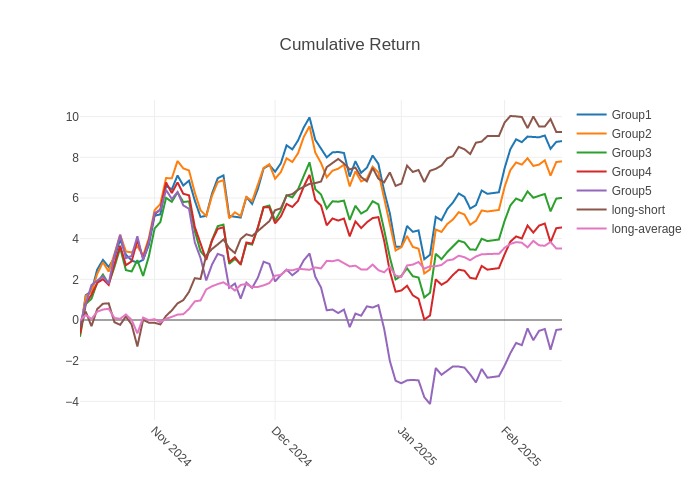 Cumulative Return
10
8
6
4
2
0
−2
−4
Nov 2024
Dec 2024
Jan 2025
Feb 2025
Group1
Group2
Group3
Group4
Group5
long-short
long-average